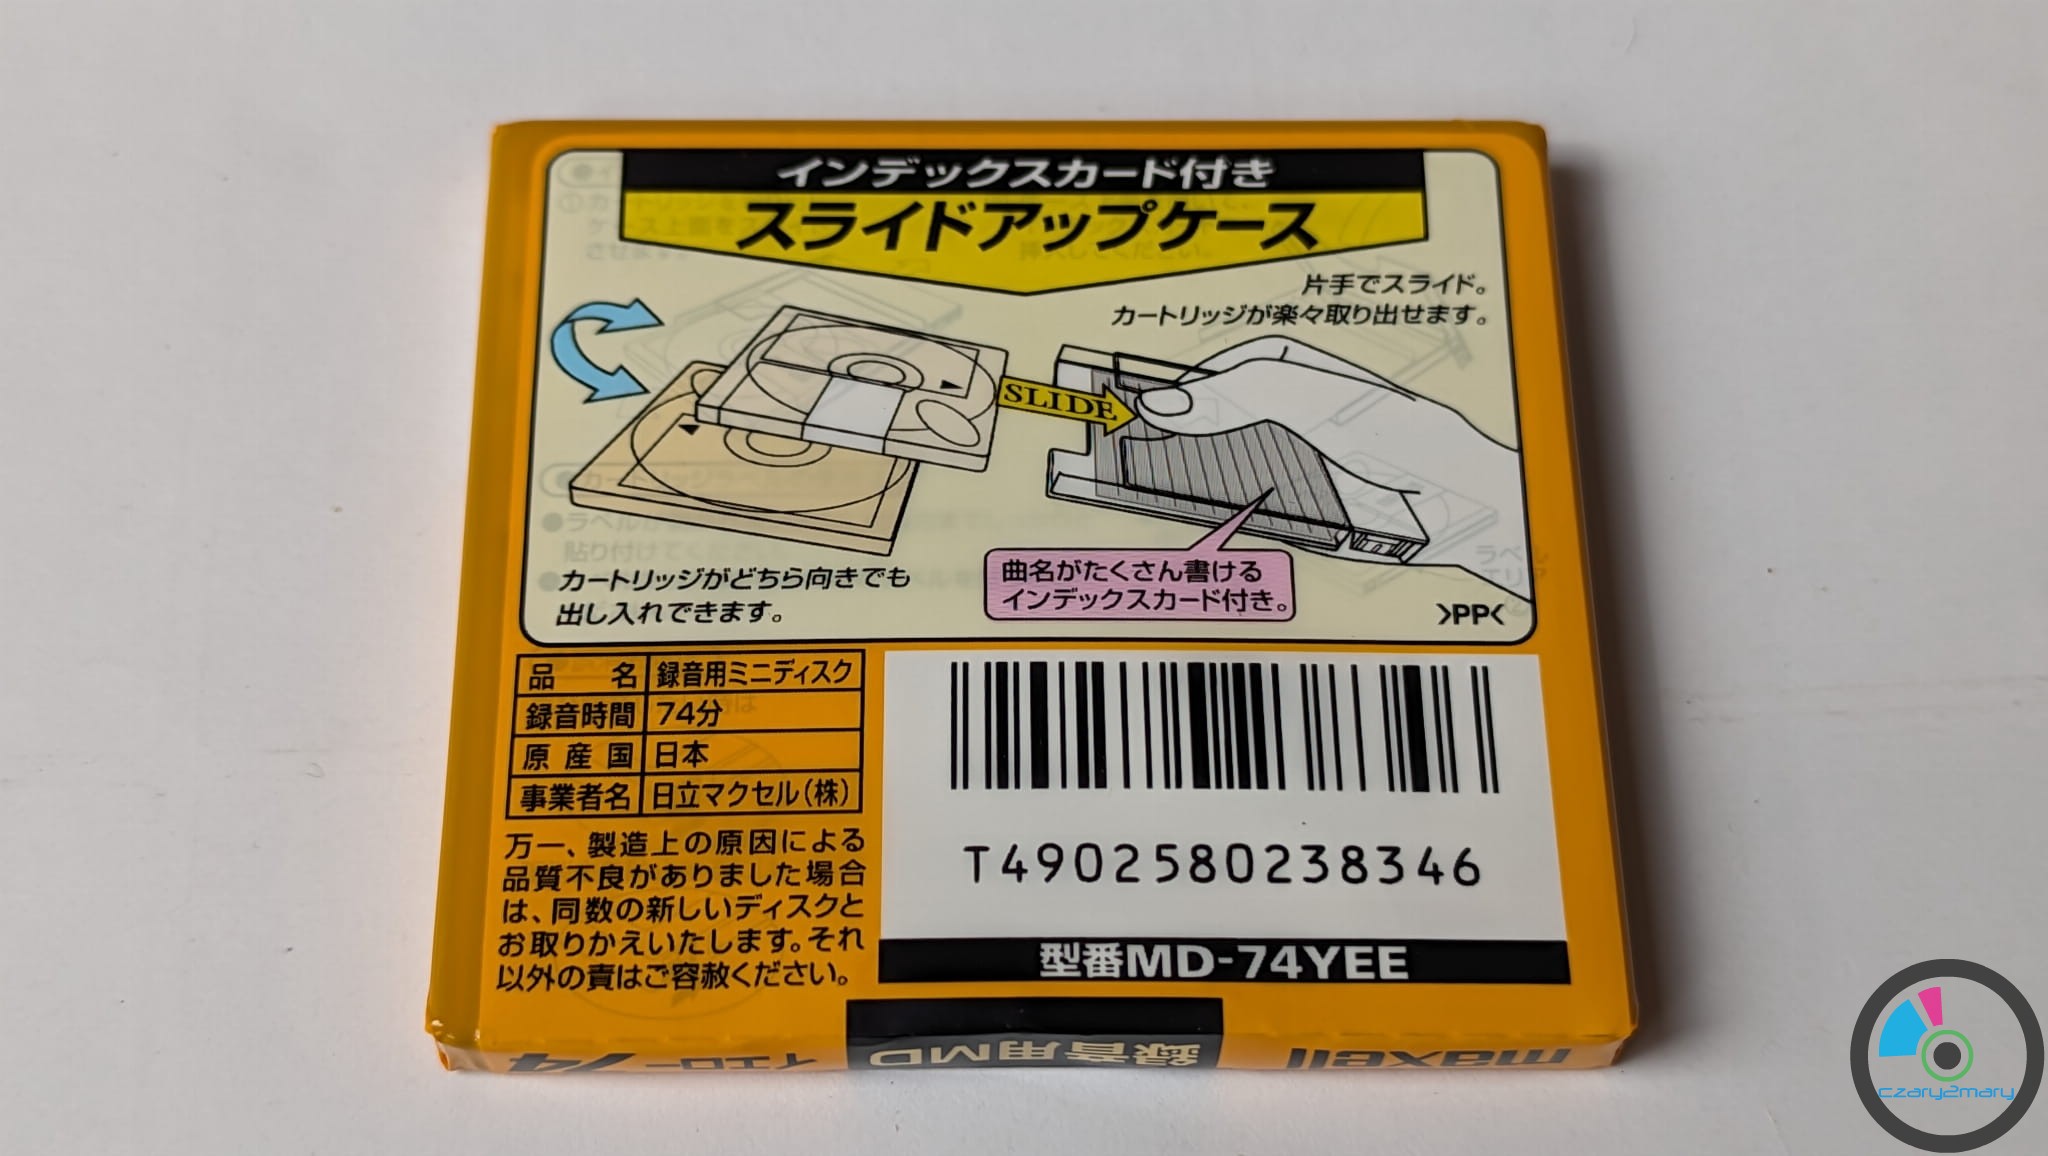 インデックスカード付き
スライドアップケース
片手でスライド。
カートリッジが楽々取り出せます。
SLIDE
カートリッジがどちら向きでも
出し入れできます。
曲名がたくさん書ける
インデックスカード付き。
>PP<
品名 録音用ミニディスク
録音時間 74分
原産国 日本
事業者名 日立マクセル(株)
万一、製造上の原因による
品質不良がありました場合
は、同数の新しいディスクと
お取りかえいたします。それ
以外の責はご容赦ください。
T4902580238346
型番MD-74YEE
maxell
録音用MD
イエロー 74
czary2mary